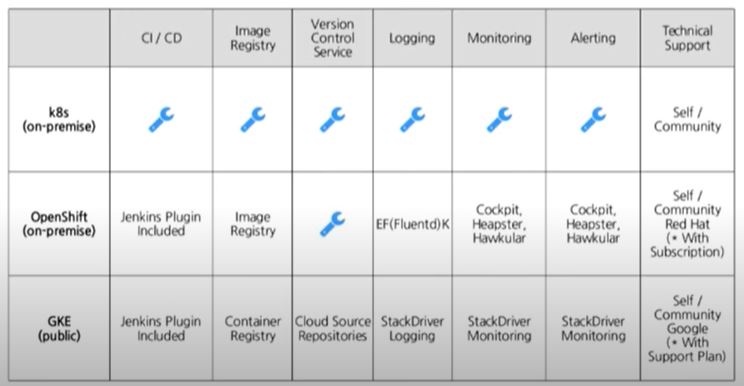 CI / CD
Image
Registry
Version
Control
Service
Logging
Monitoring
Alerting
Technical
Support
k8s
(on-premise)
Self /
Community
OpenShift
(on-premise)
Jenkins Plugin
Included
Image
Registry
EF(Fluentd)K
Cockpit,
Heapster,
Hawkular
Cockpit,
Heapster,
Hawkular
Self /
Community
Red Hat
(* With
Subscription)
GKE
(public)
Jenkins Plugin
Included
Container
Registry
Cloud Source
Repositories
StackDriver
Logging
StackDriver
Monitoring
StackDriver
Monitoring
Self /
Community
Google
(* With
Support Plan)